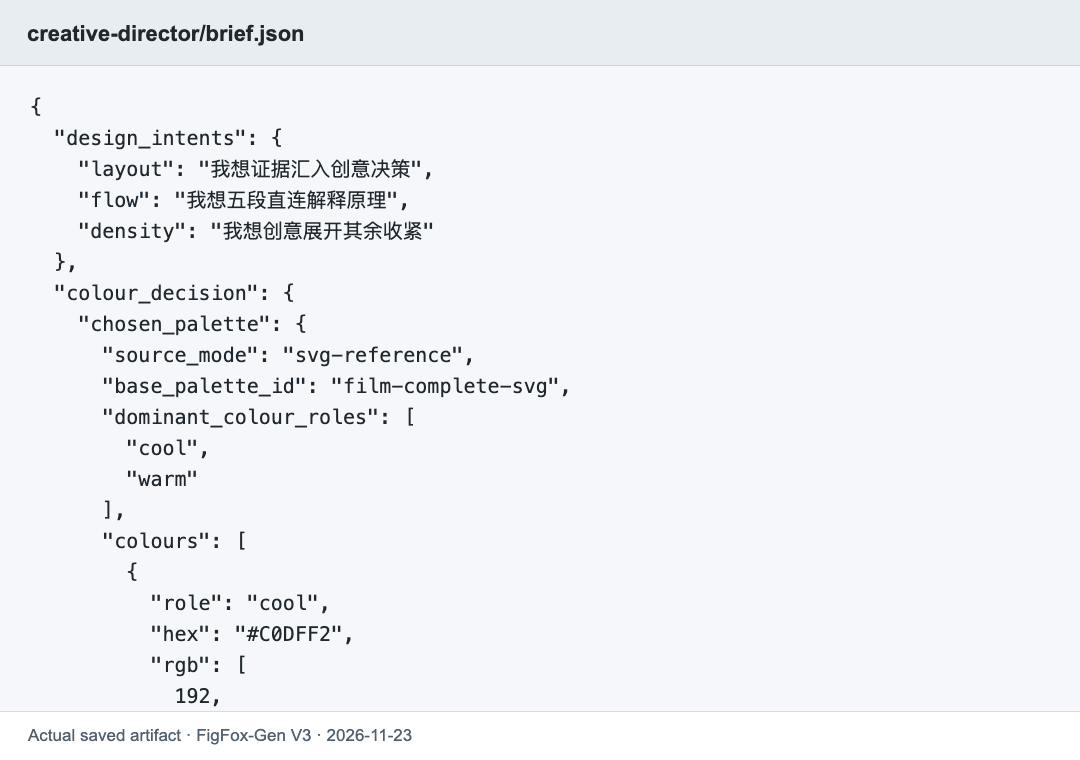 creative-director/brief.json
{
"design_intents": {
"layout": "我想证据汇入创意决策",
"flow": "我想五段直连解释原理",
"density": "我想创意展开其余收紧"
},
"colour_decision": {
"chosen_palette": {
"source_mode": "svg-reference",
"base_palette_id": "film-complete-svg",
"dominant_colour_roles": [
"cool",
"warm"
],
"colours": [
{
"role": "cool",
"hex": "#C0DFF2",
"rgb": [
192,
Actual saved artifact · FigFox-Gen V3 · 2026-11-23